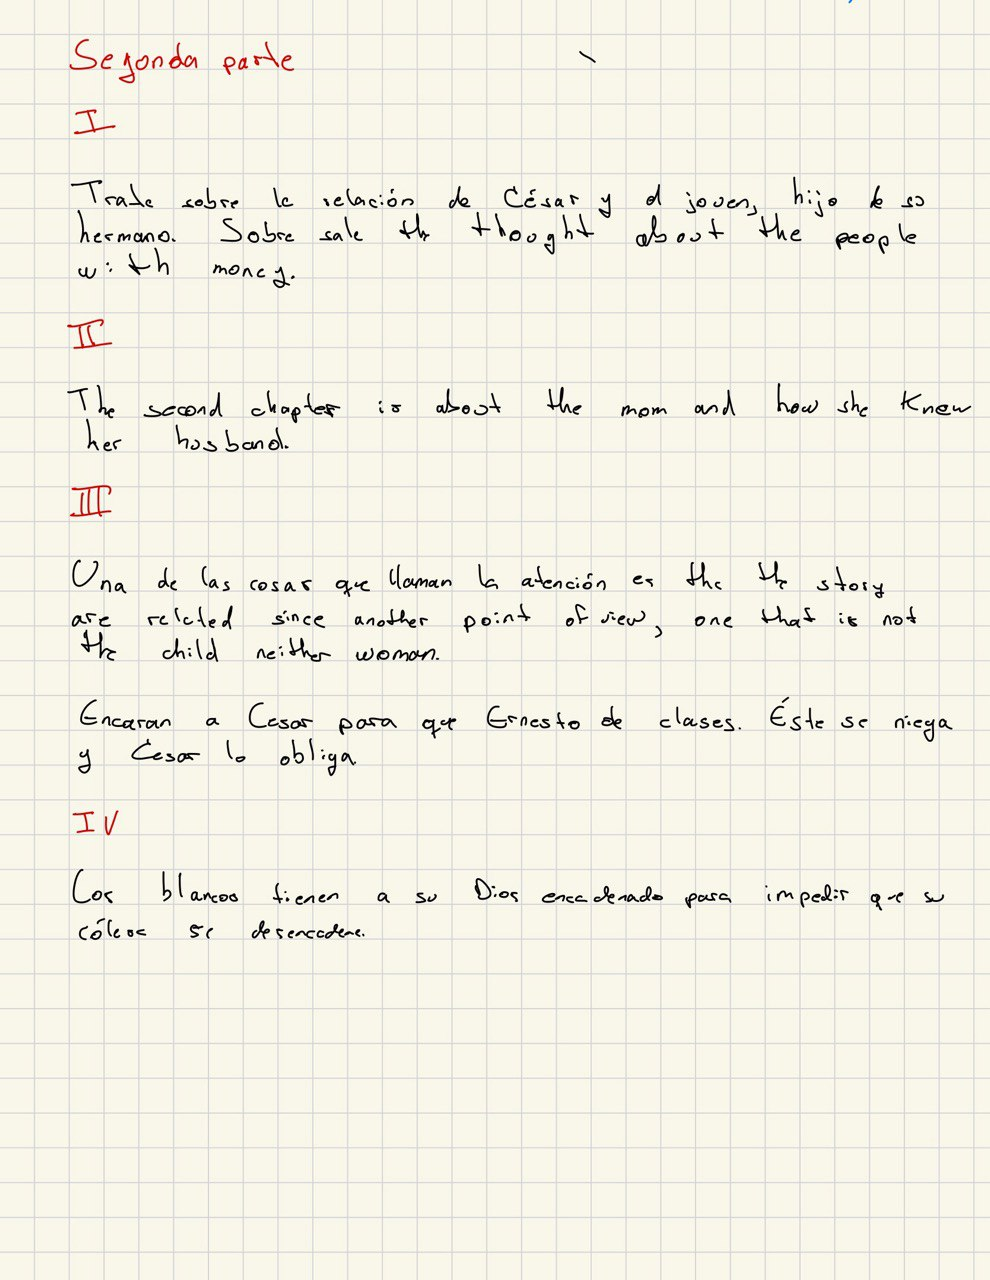 Segonda parte
I
Trata sobre la relación de César y el joven, hijo de su
hermano. Sobre sale the thought about the people
with money.
II
The second chapter is about the mom and how she Knew
her husband.
III
Una de las cosas que llaman la atención es the the story
are related since another point of view, one that is not
the child neither woman.
Encaran a Cesar para que Ernesto de clases. Éste se niega
y César lo obliga
IV
Los blancos tienen a su Dios encadenado para impedir que su
cólera se desencadene.